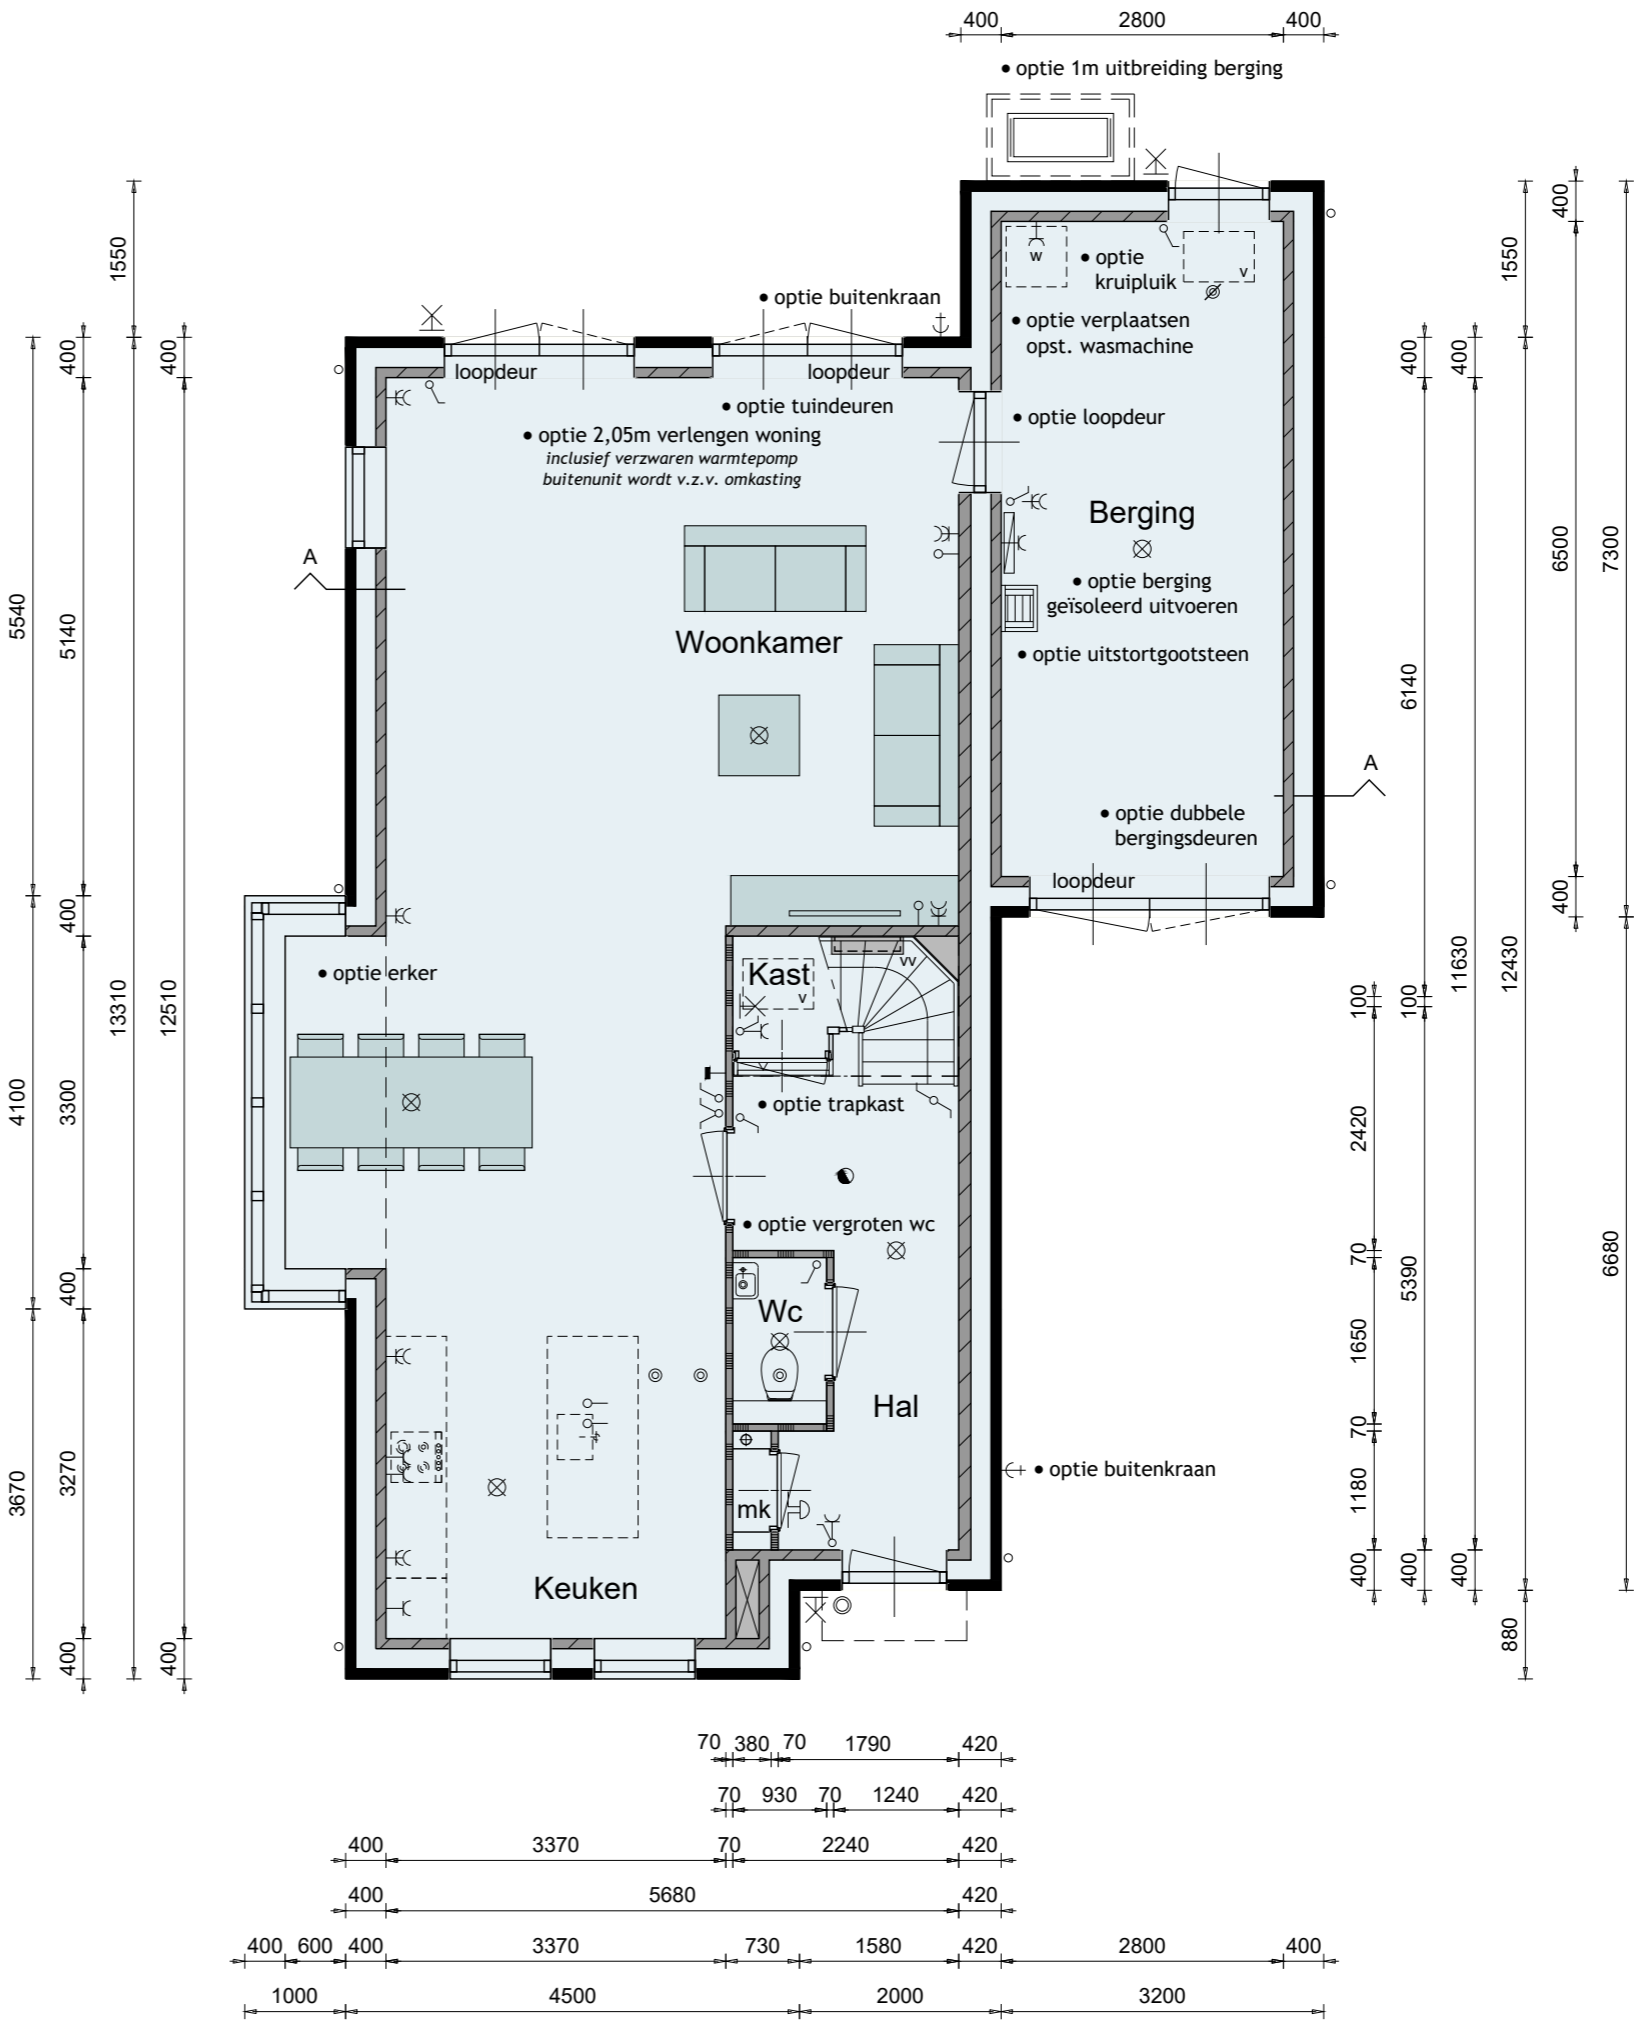 400 2800 400
• optie 1m uitbreiding berging
• optie buitenkraan
w
• optie
kruipluik
v
• optie verplaatsen
opst. wasmachine
loopdeur
loopdeur
• optie tuindeuren
• optie loopdeur
• optie 2,05m verlengen woning
inclusief verzwaren warmtepomp
buitenunit wordt v.z.v. omkasting
Berging
A
• optie berging
geïsoleerd uitvoeren
Woonkamer
• optie uitstortgootsteen
A
• optie dubbele
bergingsdeuren
loopdeur
• optie erker
Kast
v
vv
v
• optie trapkast
• optie vergroten wc
Wc
Hal
• optie buitenkraan
mk
Keuken
5540
4100
3670
400
5140
400
3300
400
3270
400
1550
13310
400
12510
400
100
2420
70
1650
70
1180
400
400
6140
100
5390
400
400
11630
400
1550
12430
880
400
6500
400
7300
6680
70 380 70 1790 420
70 930 70 1240 420
400 3370 70 2240 420
400 5680 420
400 600 400 3370 730 1580 420 2800 400
1000 4500 2000 3200